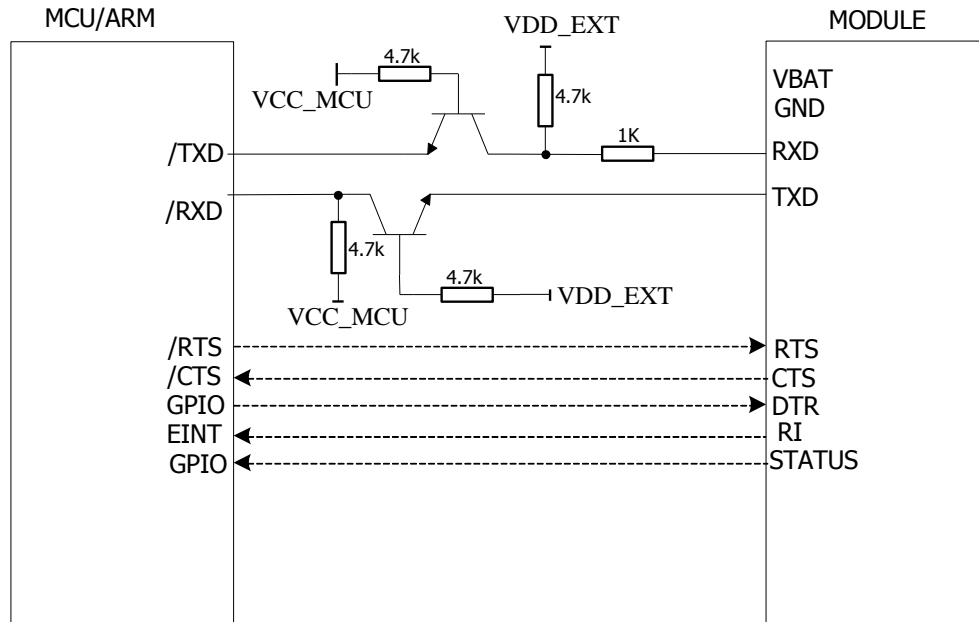 MCU/ARM
MODULE
VDD_EXT
4.7k
VCC_MCU
4.7k
VBAT
GND
1K
/TXD
RXD
/RXD
TXD
4.7k
4.7k
VDD_EXT
VCC_MCU
/RTS
RTS
/CTS
CTS
GPIO
DTR
EINT
RI
GPIO
STATUS